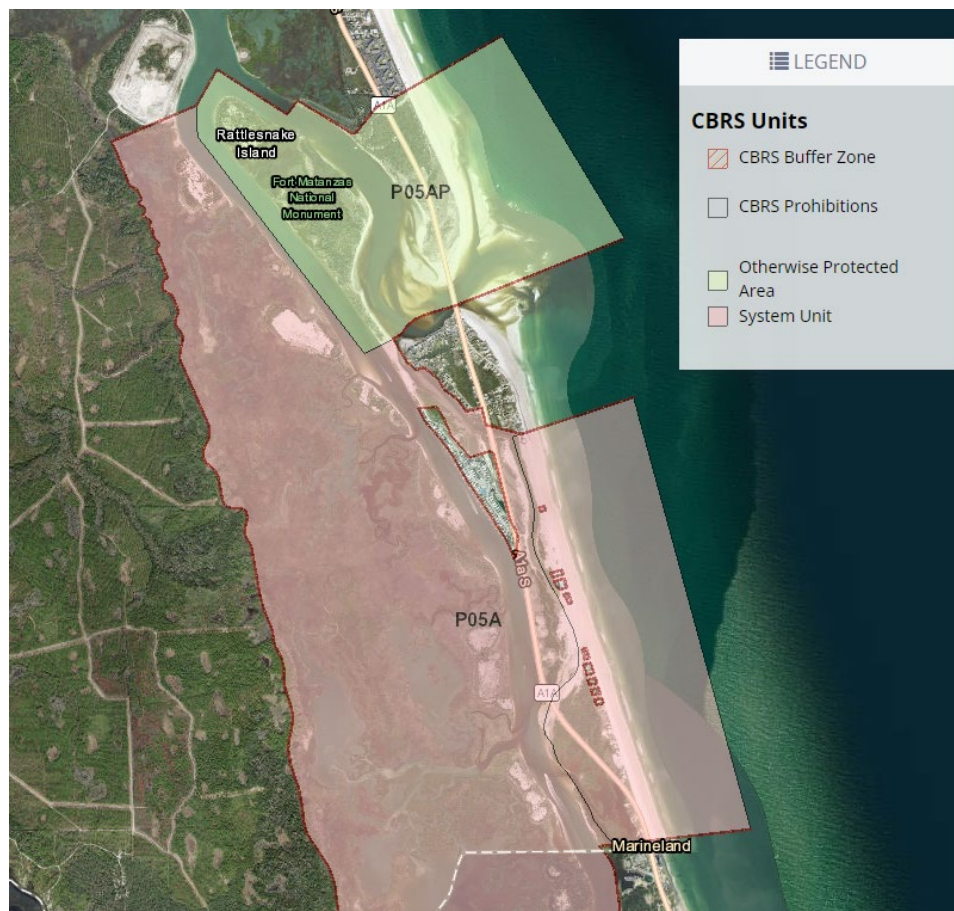 LEGEND
CBRS Units
CBRS Buffer Zone
CBRS Prohibitions
Otherwise Protected
Area
System Unit
A1A
Rattlesnake
Island
Fort Matanzas
National
Monument
P05AP
A1a S
P05A
A1A
Marineland